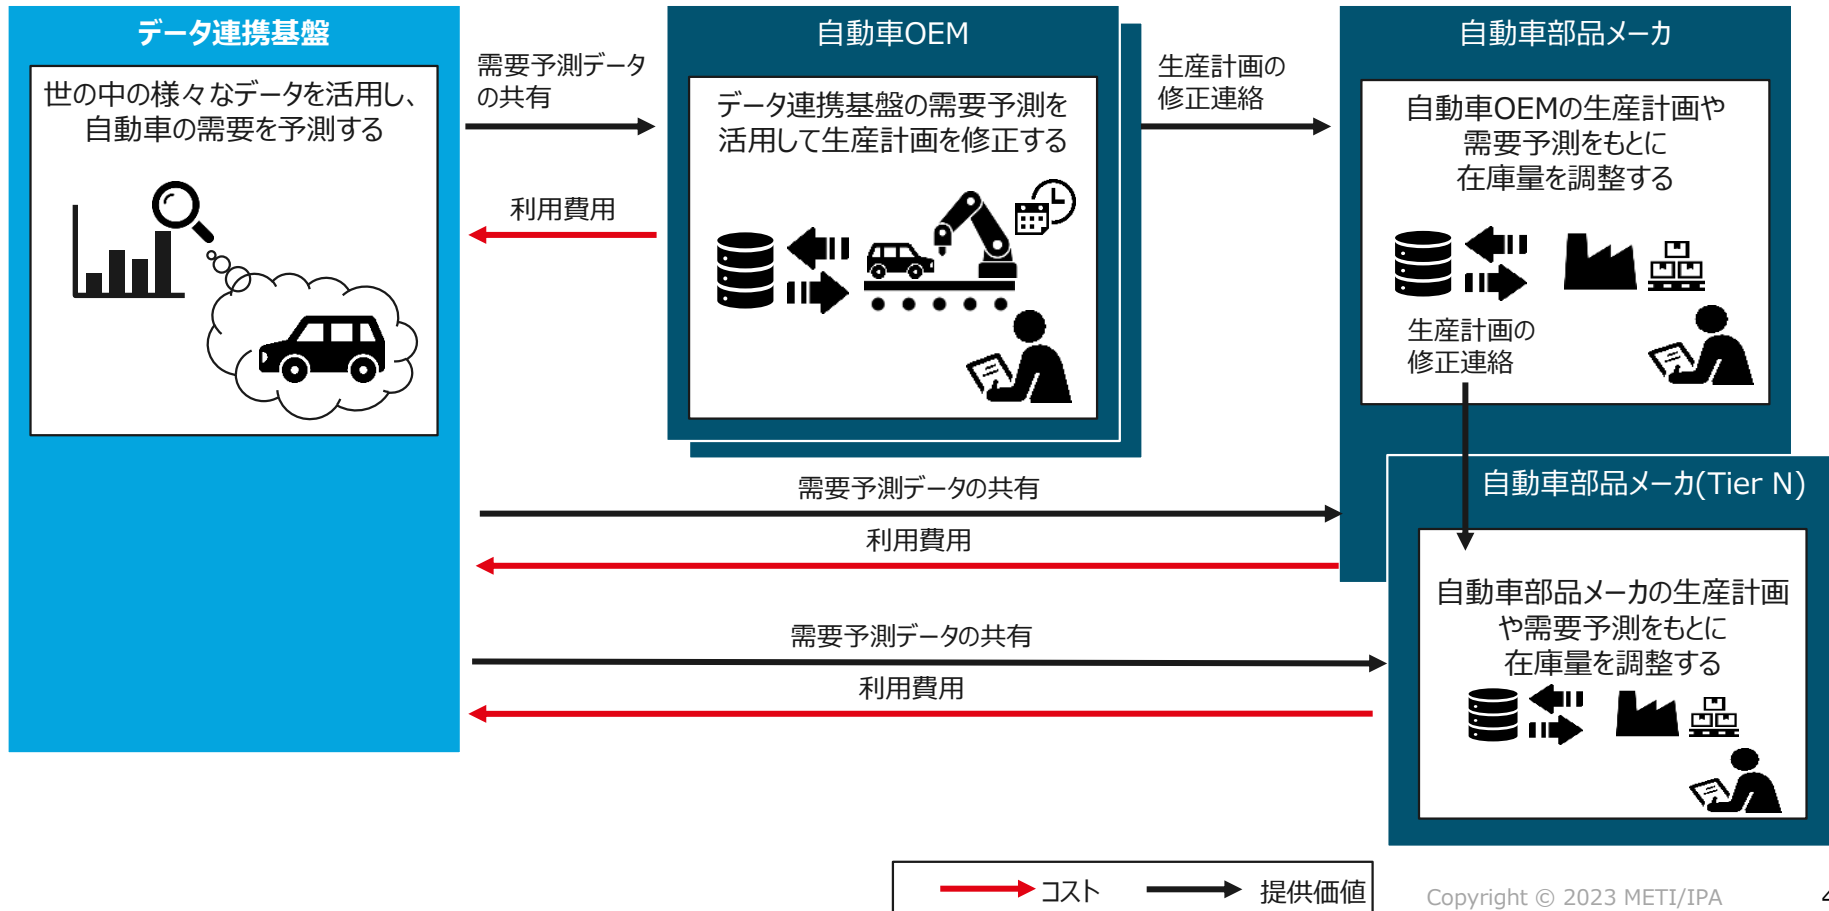 データ連携基盤
世の中の様々なデータを活用し、
自動車の需要を予測する
需要予測データ
の共有
利用費用
自動車OEM
データ連携基盤の需要予測を
活用して生産計画を修正する
生産計画の
修正連絡
自動車部品メーカ
自動車OEMの生産計画や
需要予測をもとに
在庫量を調整する
生産計画の
修正連絡
需要予測データの共有
利用費用
自動車部品メーカ(Tier N)
自動車部品メーカの生産計画
や需要予測をもとに
在庫量を調整する
需要予測データの共有
利用費用
コスト
提供価値
Copyright © 2023 METI/IPA